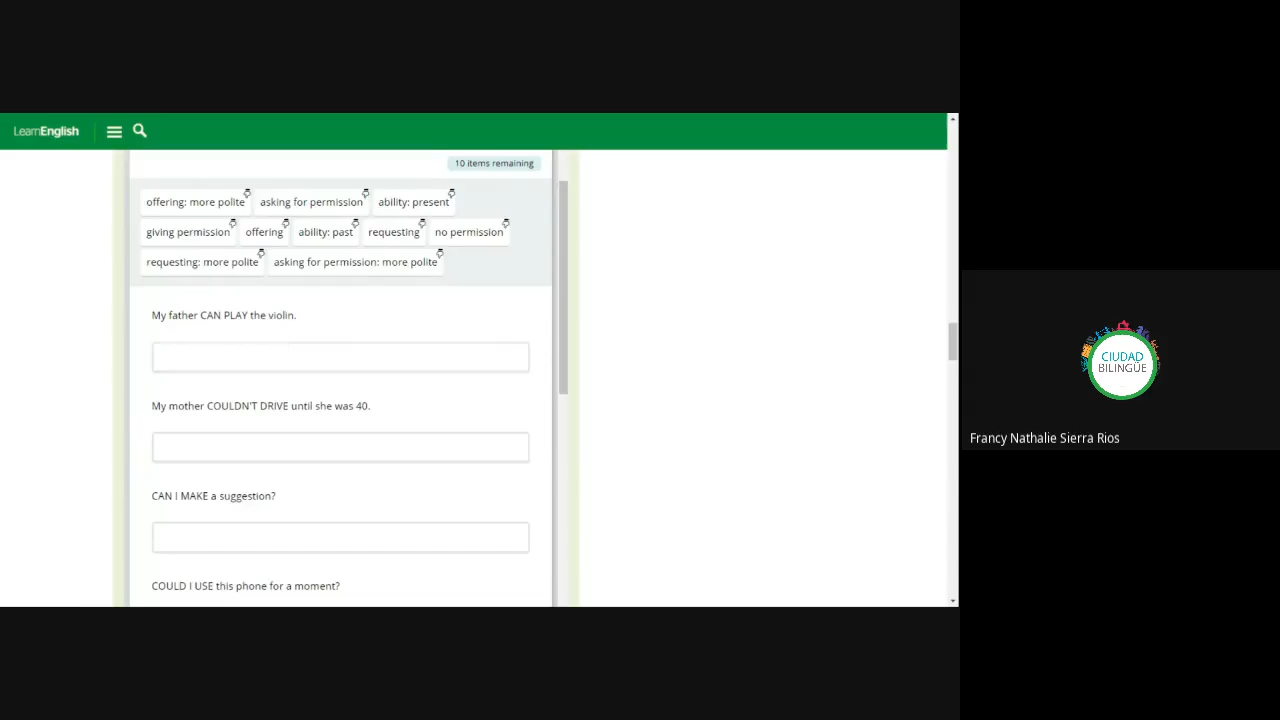 LearnEnglish
10 items remaining
offering: more polite asking for permission ability: present
giving permission offering ability: past requesting no permission
requesting: more polite asking for permission: more polite
My father CAN PLAY the violin.
My mother COULDN'T DRIVE until she was 40.
CAN I MAKE a suggestion?
COULD I USE this phone for a moment?
CIUDAD
BILINGÜE
Francy Nathalie Sierra Rios